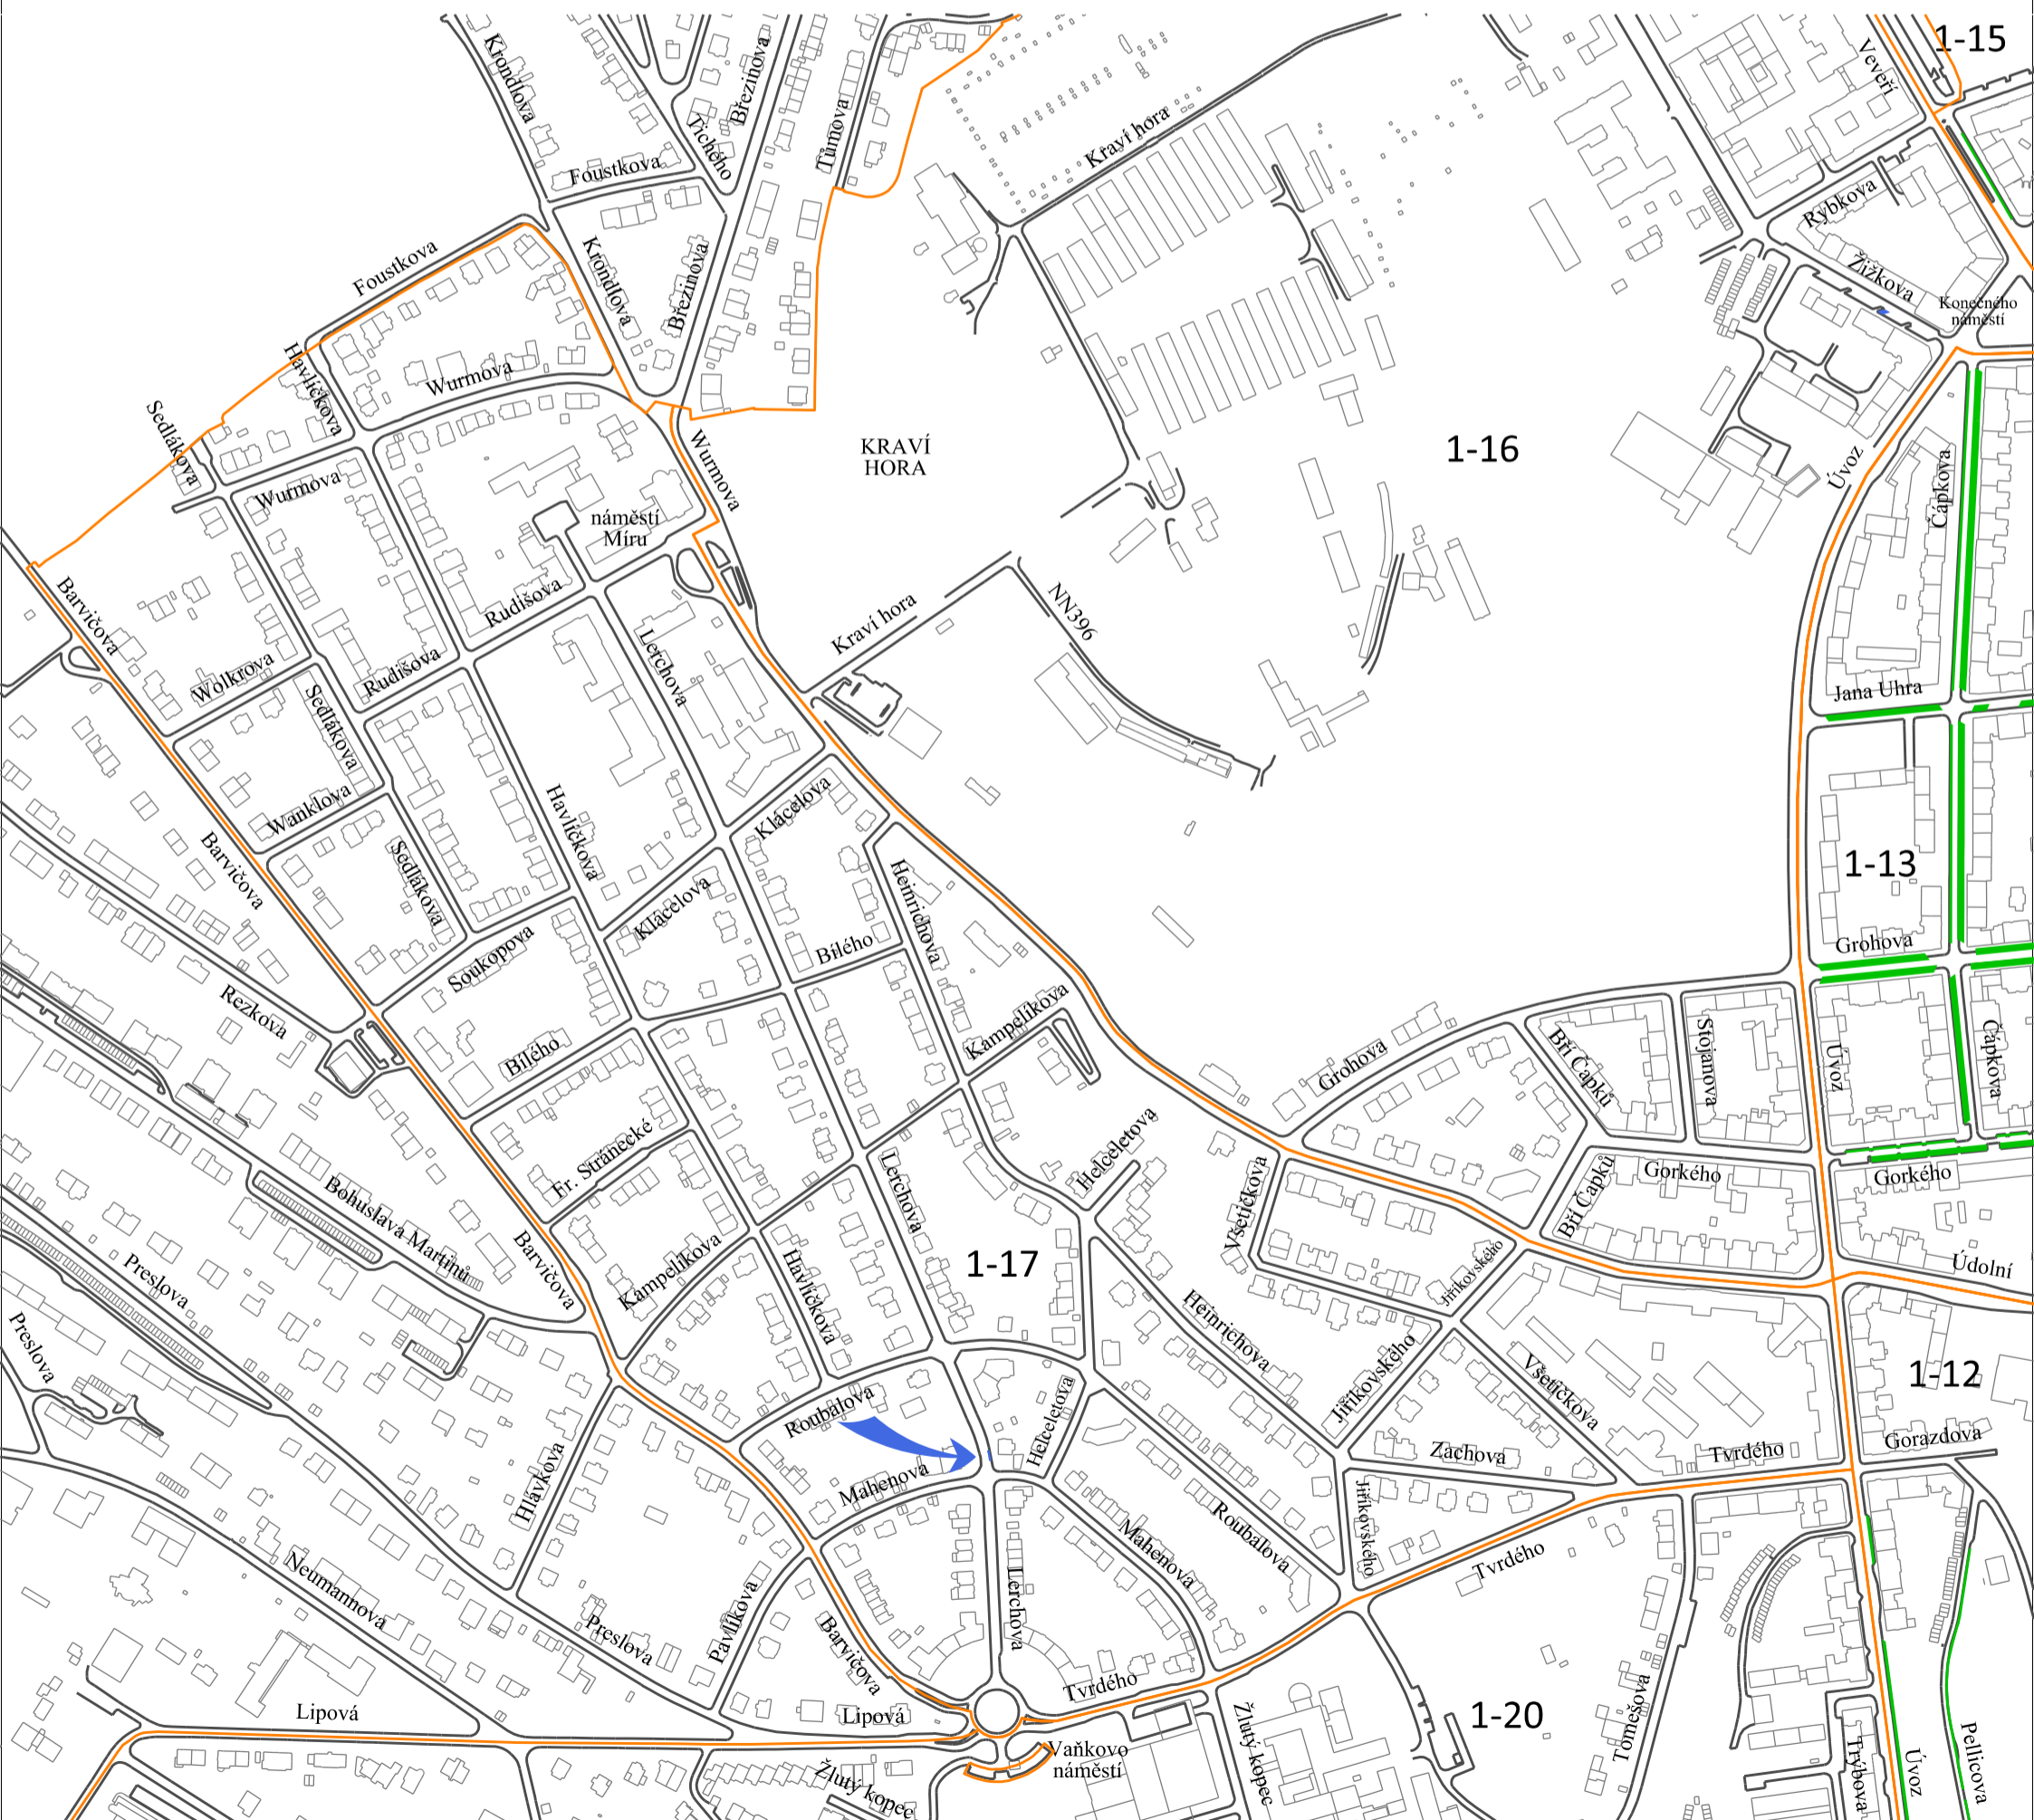 1-15
Krondlova
Březinova
Veveří
Tůmova
Tichého
Kraví hora
Foustkova
Rybkova
Foustkova
Krondlova
Březinova
Žižkova
Konečného
náměstí
Havlíčkova
Wurmova
Sedlákova
Wurmova
KRAVÍ
HORA
1-16
Úvoz
Čápkova
Wurmova
náměstí
Míru
Barvičova
Rudišova
Kraví hora
NN396
Lerchova
Wolkrova
Rudišova
Sedlákova
Jana Uhra
Wanklova
Havlíčkova
Klácelova
Barvičova
Sedlákova
Heinrichova
1-13
Klácelova
Bílého
Grohova
Soukopova
Rezkova
Kampelíkova
Bílého
Grohova
Bří Čapků
Stojanova
Úvoz
Čápkova
Fr. Stránecké
Helceletova
Lerchova
Všetičkova
Bří Čapků
Gorkého
Gorkého
Bohuslava Martinů
Barvičova
Preslova
Kampelíkova
Havlíčkova
1-17
Jiříkovského
Údolní
Heinrichova
Preslova
Jiříkovského
Všetičkova
1-12
Roubalova
Helceletova
Zachova
Tvrdého
Gorazdova
Hlávkova
Mahenova
Jiříkovského
Roubalova
Mahenova
Tvrdého
Neumannova
Lerchova
Preslova
Pavlíkova
Barvičova
Tvrdého
Lipová
Lipová
Žlutý kopec
1-20
Tomešova
Vaňkovo
náměstí
Žlutý kopec
Trýbova
Úvoz
Pellicova